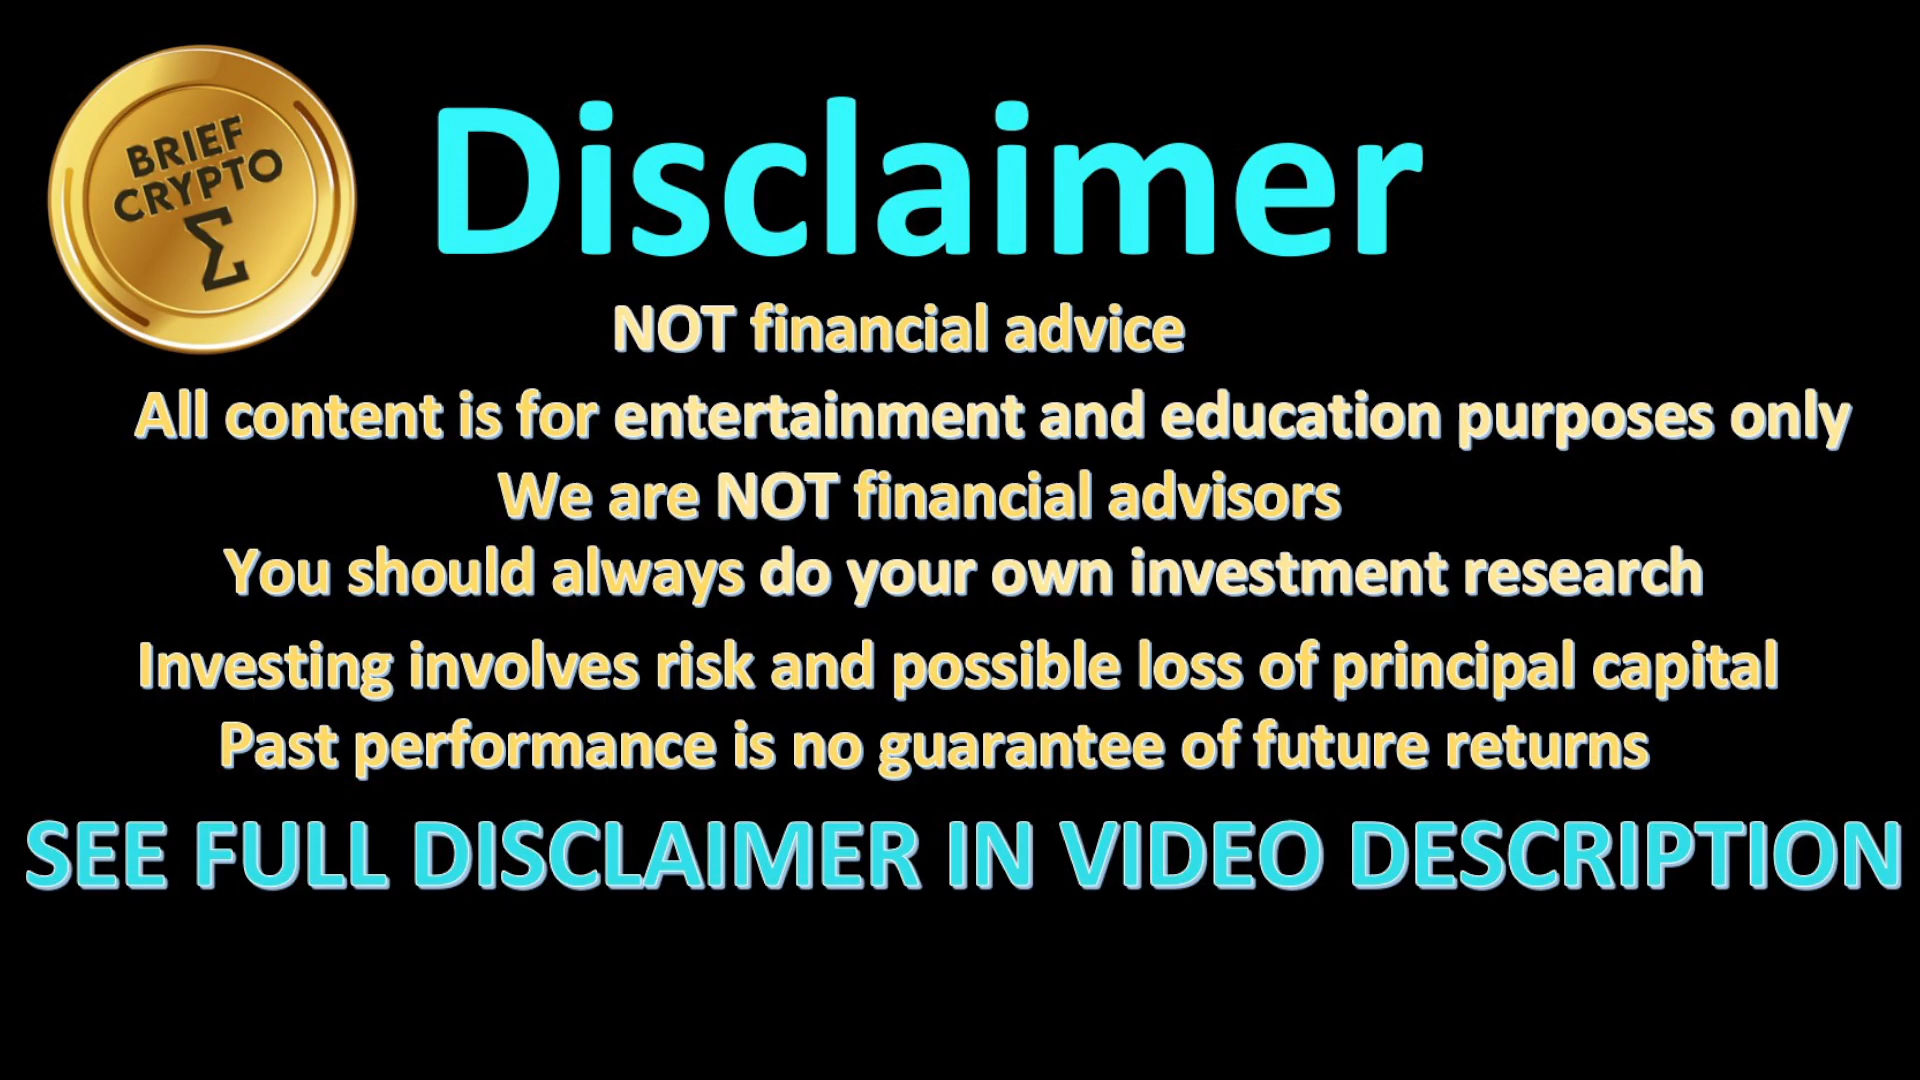 BRIEF
CRYPTO
Σ
Disclaimer
NOT financial advice
All content is for entertainment and education purposes only
We are NOT financial advisors
You should always do your own investment research
Investing involves risk and possible loss of principal capital
Past performance is no guarantee of future returns
SEE FULL DISCLAIMER IN VIDEO DESCRIPTION